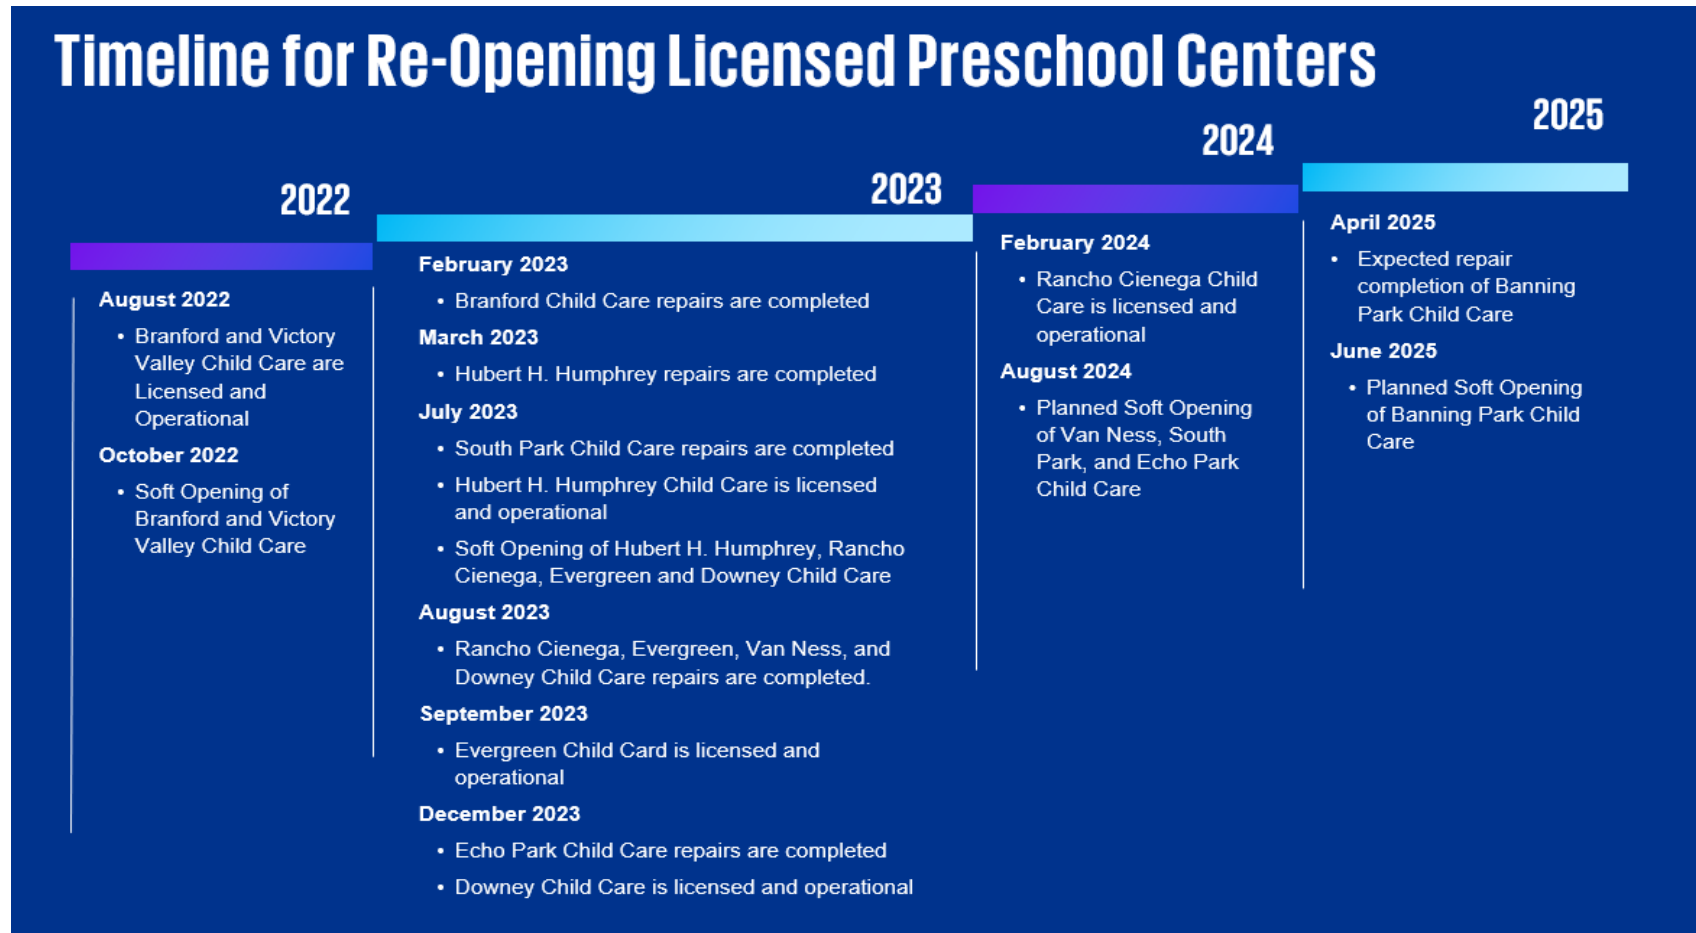 Timeline for Re-Opening Licensed Preschool Centers
2022
August 2022
• Branford and Victory
Valley Child Care are
Licensed and
Operational
October 2022
• Soft Opening of
Branford and Victory
Valley Child Care
2023
February 2023
• Branford Child Care repairs are completed
March 2023
• Hubert H. Humphrey repairs are completed
July 2023
• South Park Child Care repairs are completed
• Hubert H. Humphrey Child Care is licensed
and operational
• Soft Opening of Hubert H. Humphrey, Rancho
Cienega, Evergreen and Downey Child Care
August 2023
• Rancho Cienega, Evergreen, Van Ness, and
Downey Child Care repairs are completed.
September 2023
• Evergreen Child Card is licensed and
operational
December 2023
• Echo Park Child Care repairs are completed
• Downey Child Care is licensed and operational
2024
February 2024
• Rancho Cienega Child
Care is licensed and
operational
August 2024
• Planned Soft Opening
of Van Ness, South
Park, and Echo Park
Child Care
2025
April 2025
• Expected repair
completion of Banning
Park Child Care
June 2025
• Planned Soft Opening
of Banning Park Child
Care